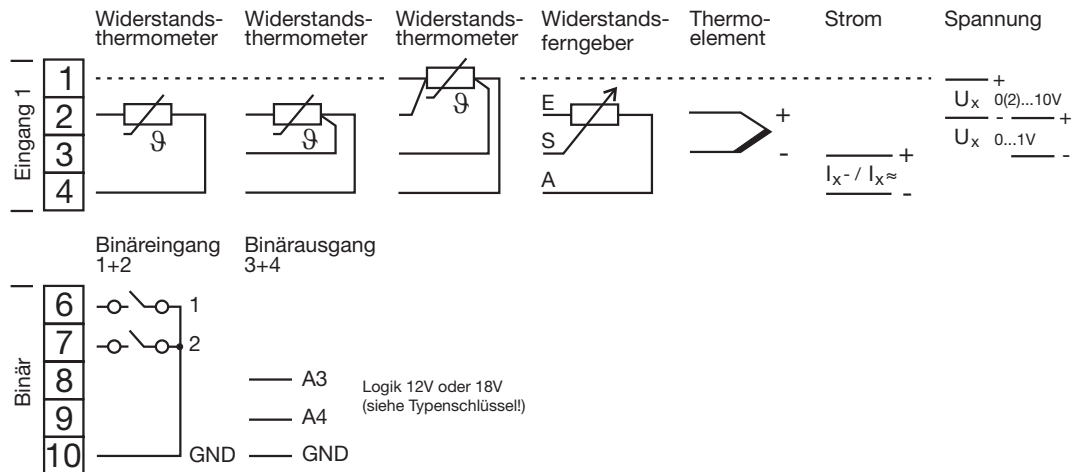 Widerstands-
thermometer
Widerstands-
thermometer
Widerstands-
thermometer
Widerstands-
ferngeber
Thermo-
element
Strom
Spannung
Eingang 1
1
2
3
4
ϑ
ϑ
ϑ
E
S
A
+
-
+
Ix- / Ix≈
-
+
Ux 0(2)...10V
- +
Ux 0...1V
-
Binäreingang
1+2
Binärausgang
3+4
Binär
6
7
8
9
10
1
2
GND
A3
A4
GND
Logik 12V oder 18V
(siehe Typenschlüssel!)